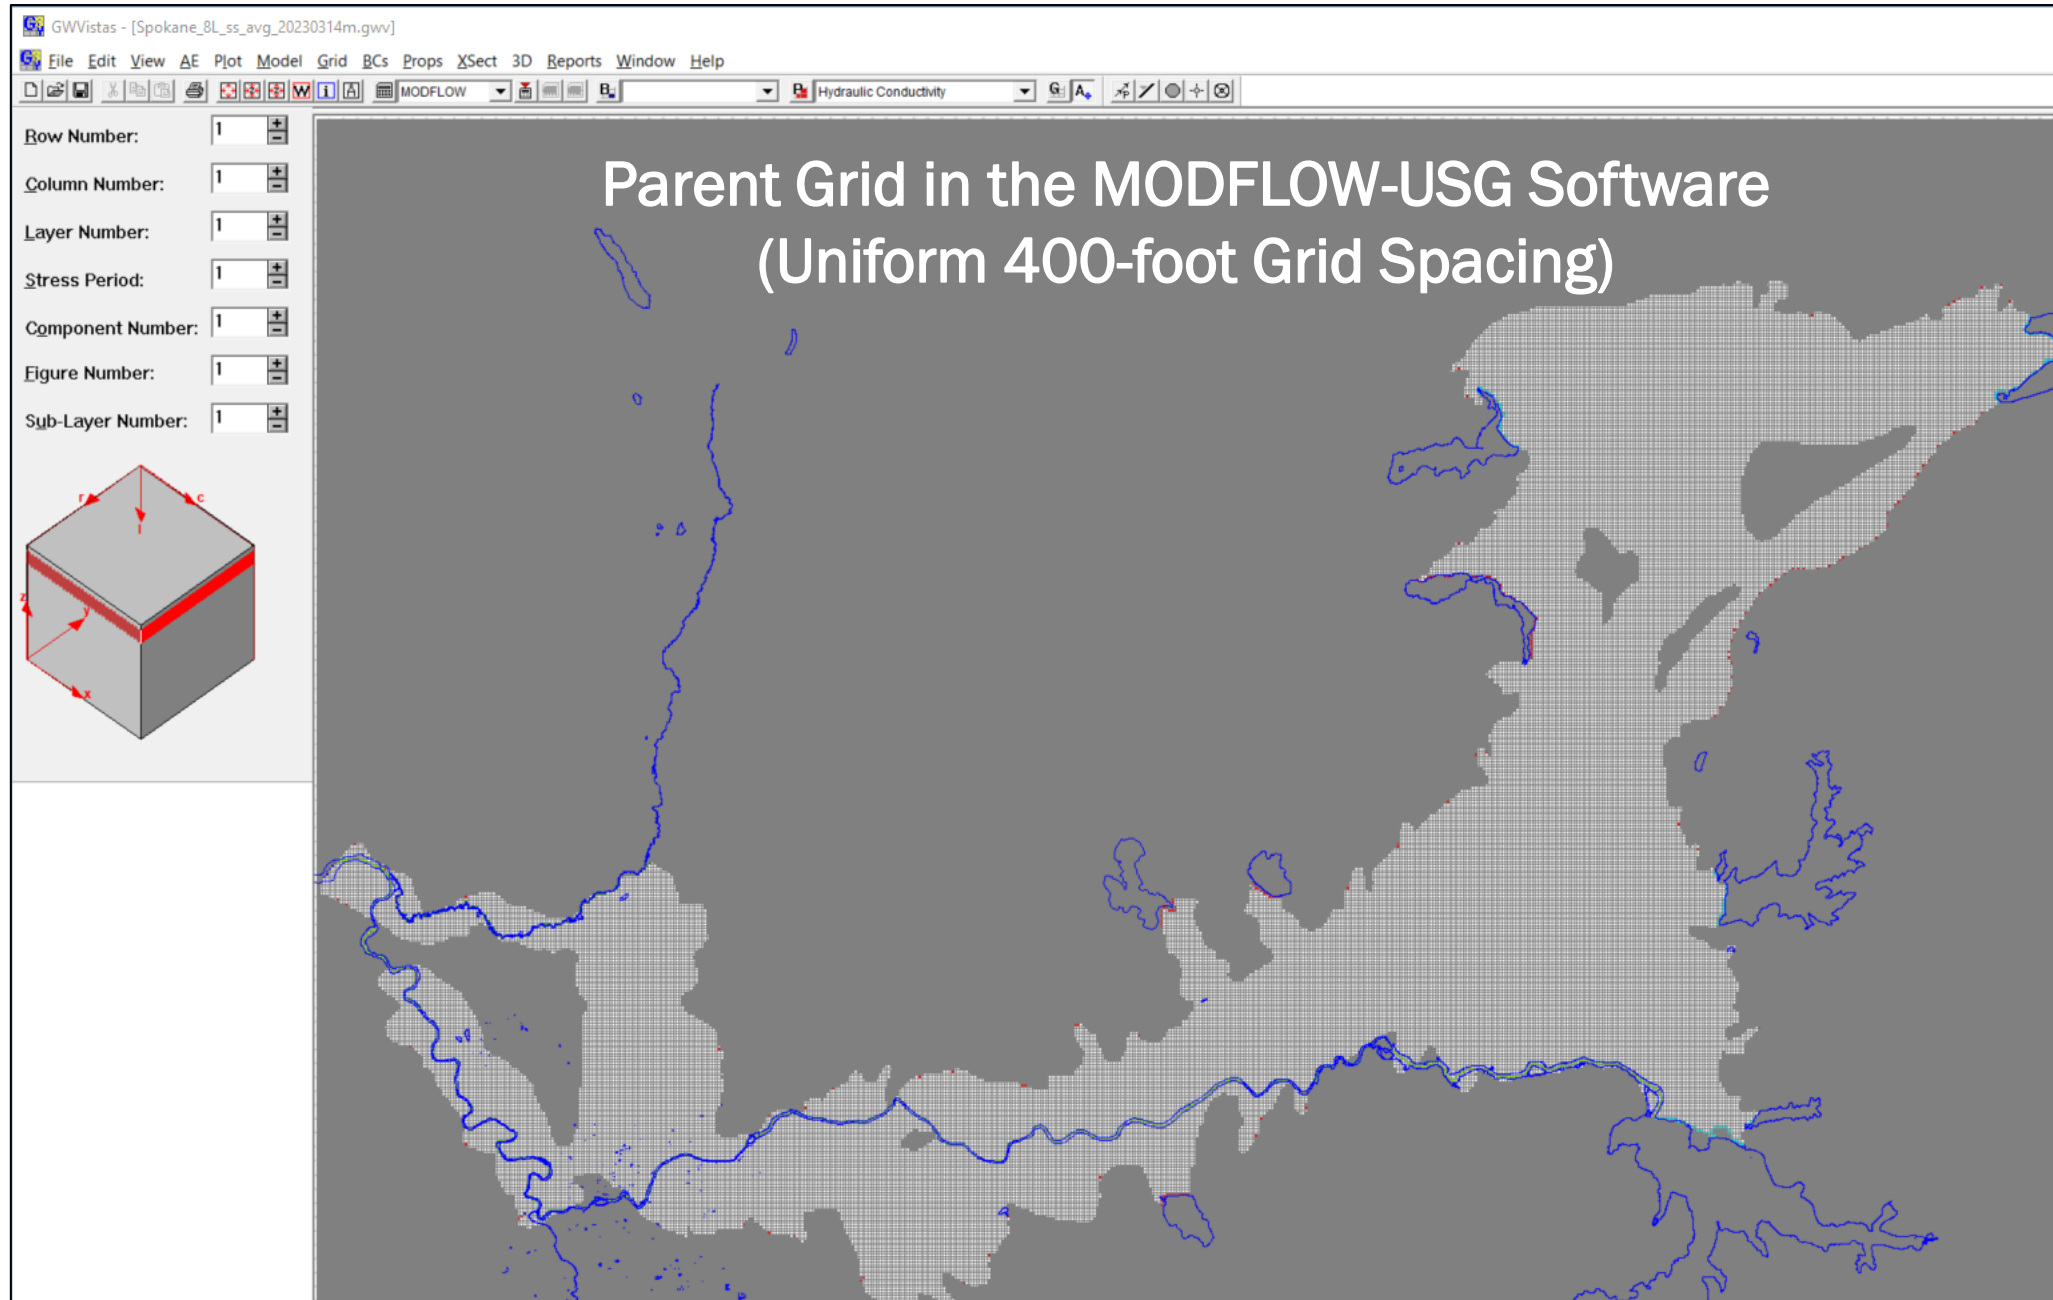 GWVistas - [Spokane_8L_ss_avg_20230314m.gwv]
File Edit View AE Plot Model Grid BCs Props XSect 3D Reports Window Help
W i A MODFLOW B Hydraulic Conductivity G A P
Row Number: 1
Column Number: 1
Layer Number: 1
Stress Period: 1
Component Number: 1
Figure Number: 1
Sub-Layer Number: 1
r c
l
z y
x
Parent Grid in the MODFLOW-USG Software
(Uniform 400-foot Grid Spacing)